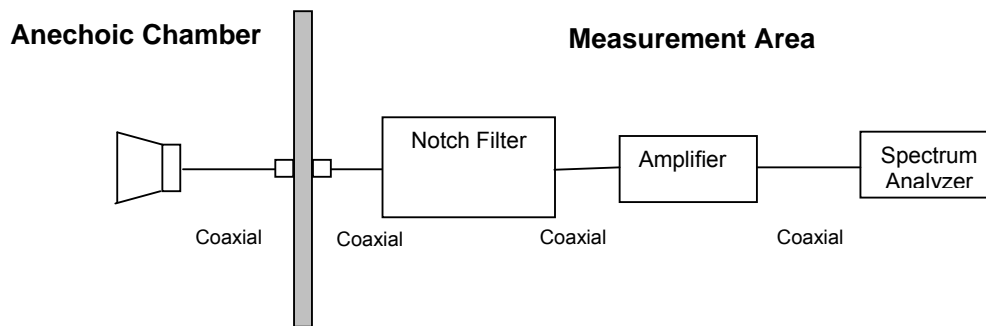 Anechoic Chamber
Measurement Area
Notch Filter
Amplifier
Spectrum
Analyzer
Coaxial
Coaxial
Coaxial
Coaxial